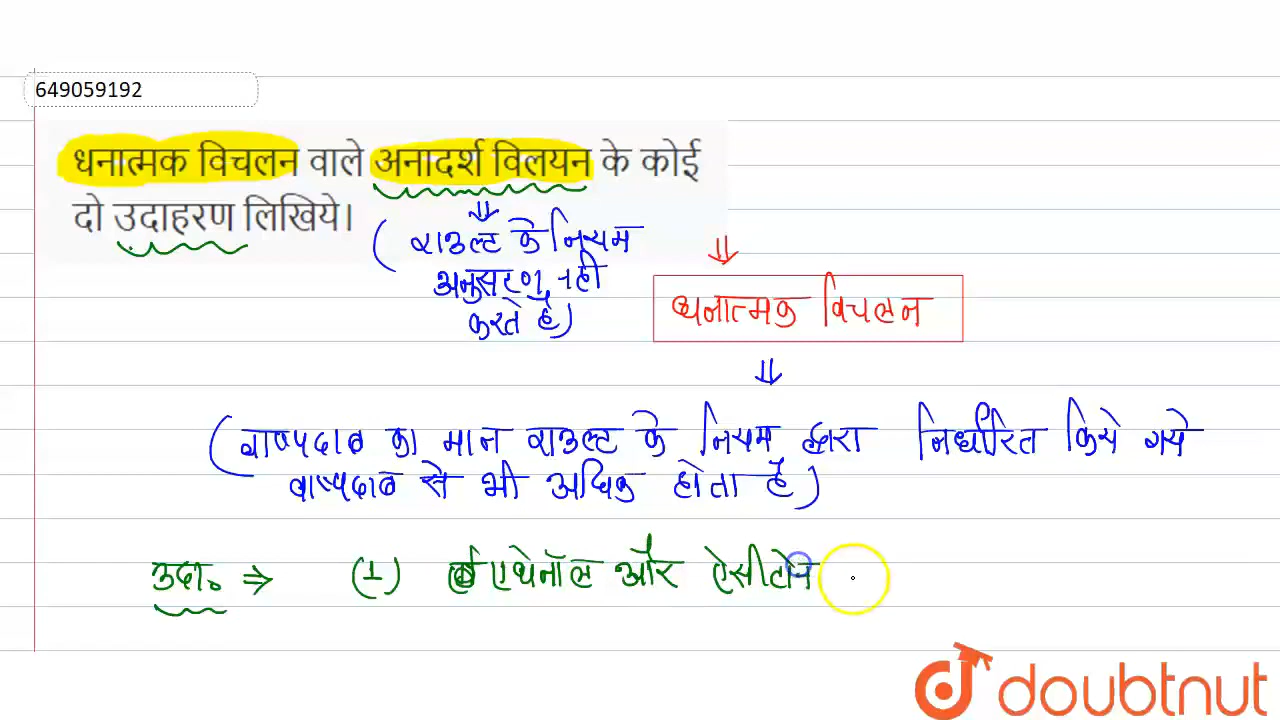 649059192
धनात्मक विचलन वाले अनादर्श विलयन के कोई
दो उदाहरण लिखिये।
( राउल्ट के नियम
अनुसरण नही
करते है)
धनात्मक विचलन
(वाष्पदाब का मान राउल्ट के नियम द्वारा निर्धारित किये गये
वाष्पदाब से भी अधिक होता है)
उदा० ⇒ (1) एथेनॉल और ऐसीटोन
doubtnut